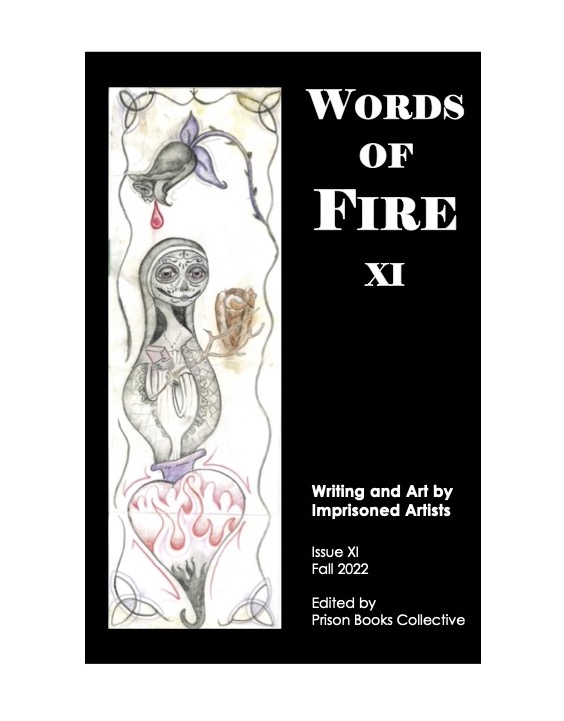 WORDS
OF
FIRE
XI
Writing and Art by
Imprisoned Artists
Issue XI
Fall 2022
Edited by
Prison Books Collective